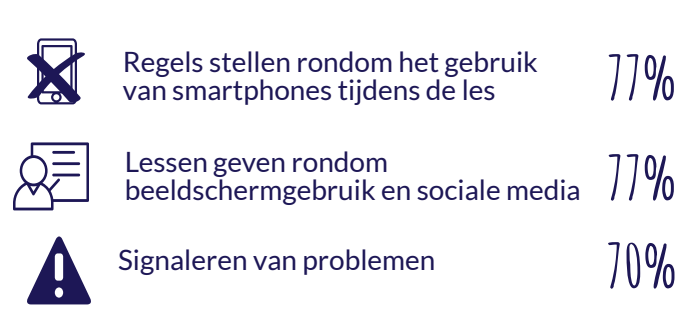 Regels stellen rondom het gebruik
van smartphones tijdens de les
77%
Lessen geven rondom
beeldschermgebruik en sociale media
77%
Signaleren van problemen
70%